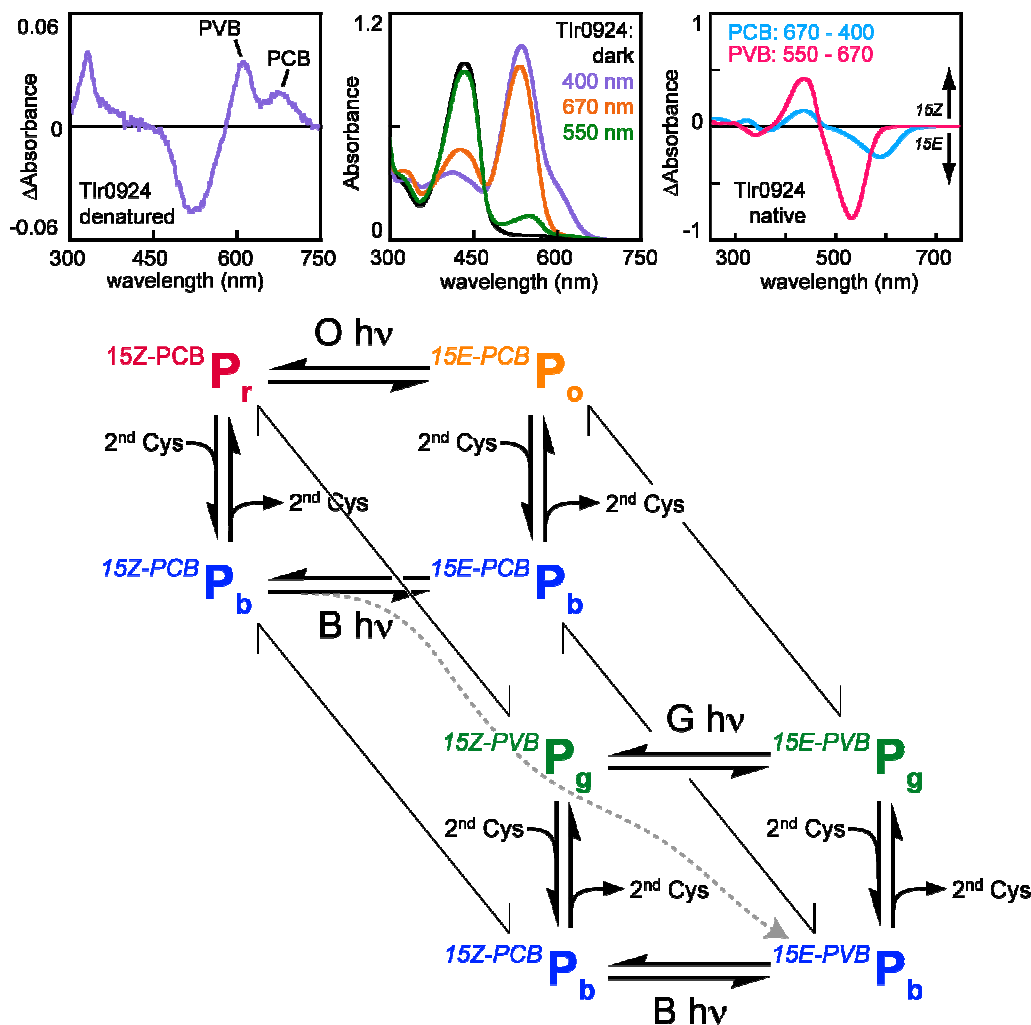 0.06
0
-0.06
ΔAbsorbance
PVB
PCB
Tlr0924
denatured
300 450 600 750
wavelength (nm)
1.2
0
Absorbance
Tlr0924:
dark
400 nm
670 nm
550 nm
300 450 600 750
wavelength (nm)
1
0
-1
ΔAbsorbance
PCB: 670 - 400
PVB: 550 - 670
15Z
15E
Tlr0924
native
300 500 700
wavelength (nm)
O hν
15Z-PCB Pr
15E-PCB Po
2nd Cys
2nd Cys
2nd Cys
2nd Cys
15Z-PCB Pb
15E-PCB Pb
B hν
G hν
15Z-PVB Pg
15E-PVB Pg
2nd Cys
2nd Cys
2nd Cys
2nd Cys
15Z-PCB Pb
15E-PVB Pb
B hν